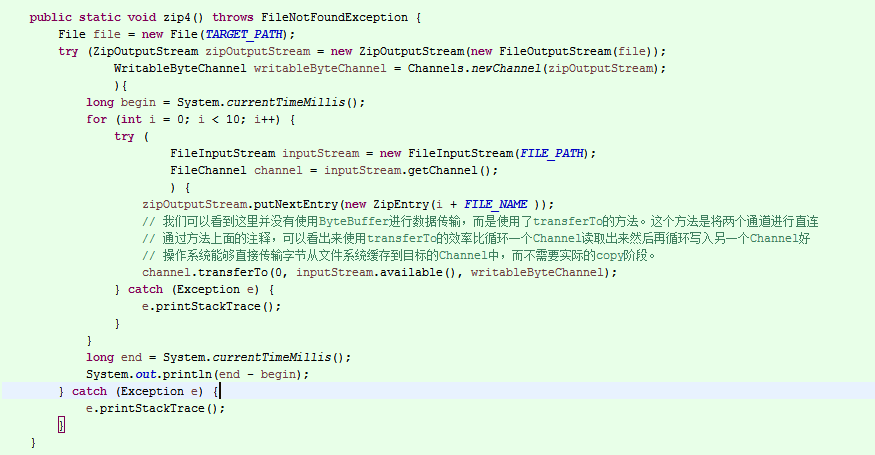 public static void zip4() throws FileNotFoundException {
File file = new File(TARGET_PATH);
try (ZipOutputStream zipOutputStream = new ZipOutputStream(new FileOutputStream(file));
WritableByteChannel writableByteChannel = Channels.newChannel(zipOutputStream);
){
long begin = System.currentTimeMillis();
for (int i = 0; i < 10; i++) {
try (
FileInputStream inputStream = new FileInputStream(FILE_PATH);
FileChannel channel = inputStream.getChannel();
) {
zipOutputStream.putNextEntry(new ZipEntry(i + FILE_NAME ));
// 我们可以看到这里并没有使用ByteBuffer进行数据传输，而是使用了transferTo的方法。这个方法是将两个通道进行直连
// 通过方法上面的注释，可以看出来使用transferTo的效率比循环一个Channel读取出来然后再循环写入另一个Channel好
// 操作系统能够直接传输字节从文件系统缓存到目标的Channel中，而不需要实际的copy阶段。
channel.transferTo(0, inputStream.available(), writableByteChannel);
} catch (Exception e) {
e.printStackTrace();
}
}
long end = System.currentTimeMillis();
System.out.println(end - begin);
} catch (Exception e) {
e.printStackTrace();
}
}